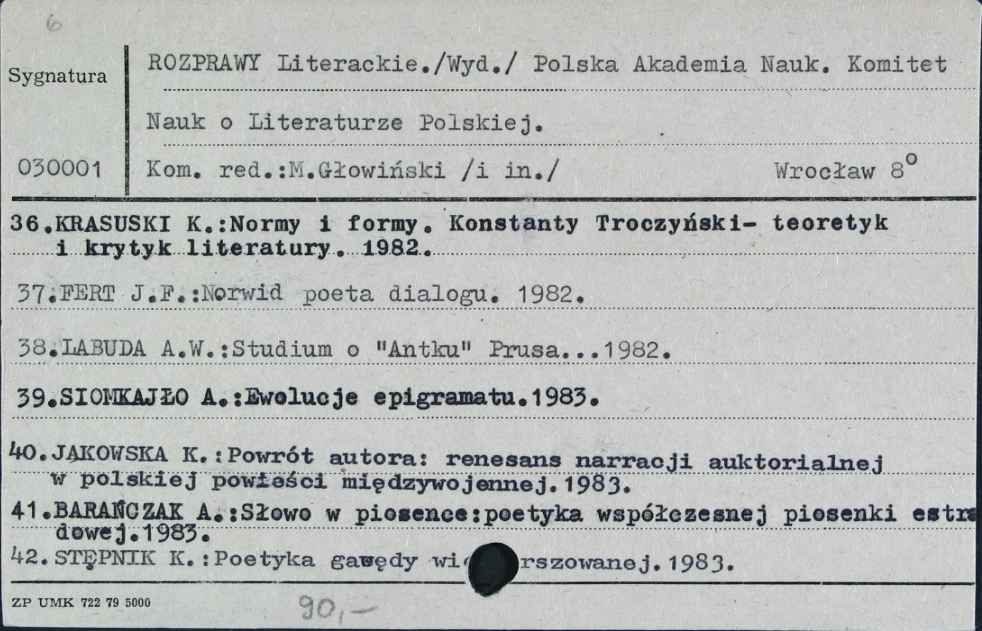 6
Sygnatura
ROZPRAWY Literackie./Wyd./ Polska Akademia Nauk. Komitet
Nauk o Literaturze Polskiej.
030001
Kom. red.:M.Głowiński /i in./ Wrocław 8°
36.KRASUSKI K.:Normy i formy. Konstanty Troczyński- teoretyk
i krytyk literatury. 1982.
37.FERT J.F.:Norwid poeta dialogu. 1982.
38.LABUDA A.W.:Studium o "Antku" Prusa...1982.
39.SIOMKAJŁO A.:Ewolucje epigramatu.1983.
40.JAKOWSKA K.:Powrót autora: renesans narracji auktorialnej
w polskiej powieści międzywojennej.1983.
41.BARAŃCZAK A.:Słowo w piosence:poetyka współczesnej piosenki estra
dowej.1983.
42.STĘPNIK K.:Poetyka gawędy wi rszowanej.1983.
ZP UMK 722 79 5000
90,-